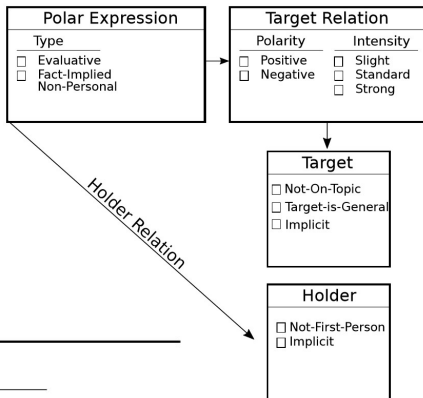 Polar Expression
Type
Evaluative
Fact-Implied
Non-Personal
Target Relation
Polarity
Positive
Negative
Intensity
Slight
Standard
Strong
Target
Not-On-Topic
Target-is-General
Implicit
Holder Relation
Holder
Not-First-Person
Implicit